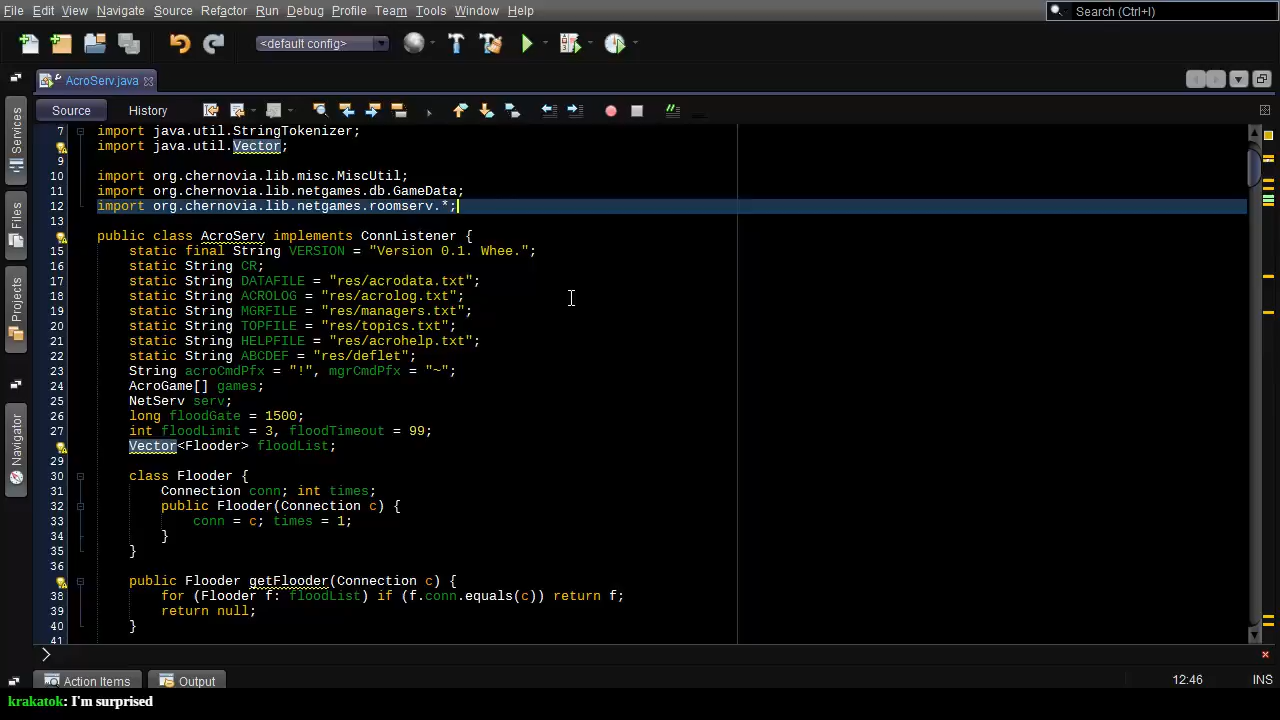 File Edit View Navigate Source Refactor Run Debug Profile Team Tools Window Help
Search (Ctrl+I)
<default config>
AcroServ.java
Source History
Services
Files
Projects
Navigator
7 import java.util.StringTokenizer;
import java.util.Vector;
9
10 import org.chernovia.lib.misc.MiscUtil;
11 import org.chernovia.lib.netgames.db.GameData;
12 import org.chernovia.lib.netgames.roomserv.*;
13
public class AcroServ implements ConnListener {
15 static final String VERSION = "Version 0.1. Whee.";
16 static String CR;
17 static String DATAFILE = "res/acrodata.txt";
18 static String ACROLOG = "res/acrolog.txt";
19 static String MGRFILE = "res/managers.txt";
20 static String TOPFILE = "res/topics.txt";
21 static String HELPFILE = "res/acrohelp.txt";
22 static String ABCDEF = "res/deflet";
23 String acroCmdPfx = "!", mgrCmdPfx = "~";
24 AcroGame[] games;
25 NetServ serv;
26 long floodGate = 1500;
27 int floodLimit = 3, floodTimeout = 99;
Vector<Flooder> floodList;
29
30 class Flooder {
31 Connection conn; int times;
32 public Flooder(Connection c) {
33 conn = c; times = 1;
34 }
35 }
36
public Flooder getFlooder(Connection c) {
38 for (Flooder f: floodList) if (f.conn.equals(c)) return f;
39 return null;
40 }
41
Action Items Output
12:46 INS
krakatok: I'm surprised